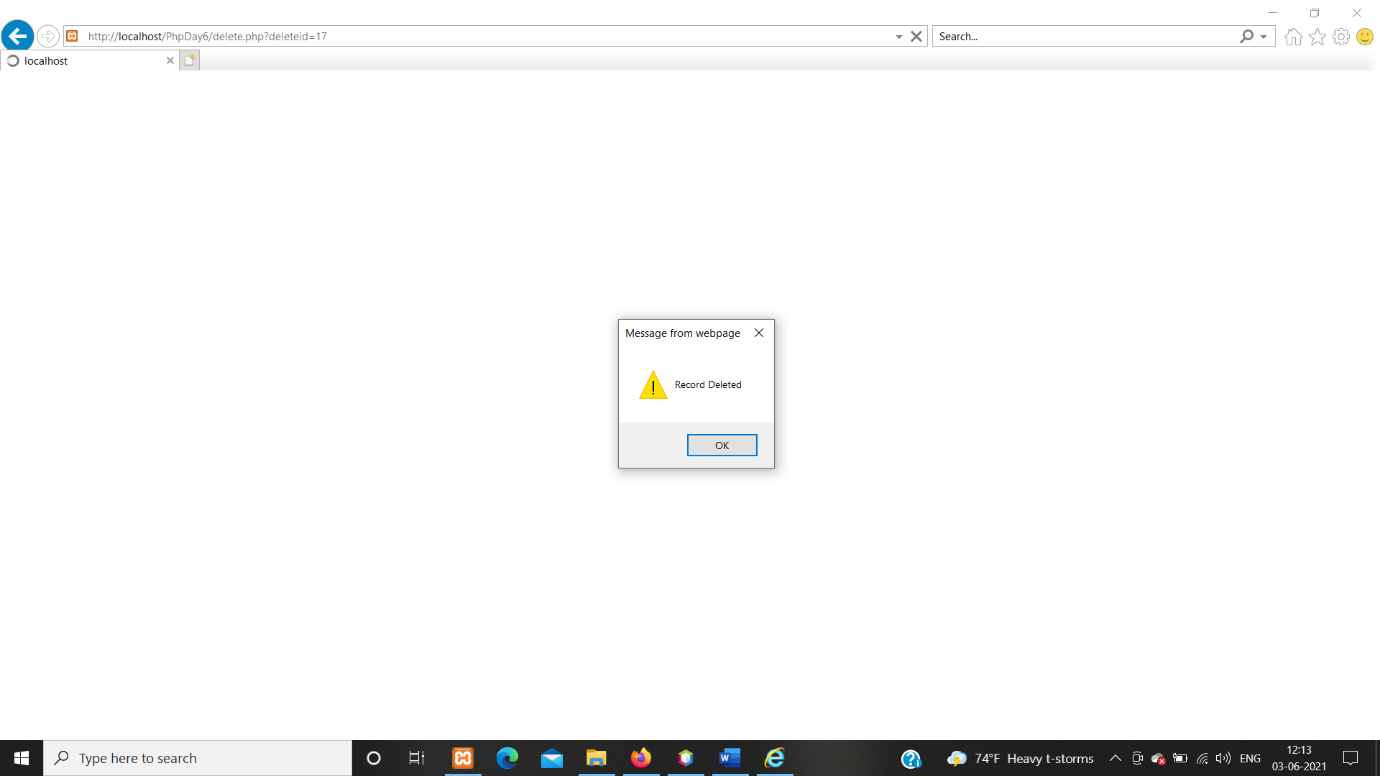 http://localhost/PhpDay6/delete.php?deleteid=17
Search...
localhost
Message from webpage
Record Deleted
OK
Type here to search
74°F Heavy t-storms
ENG
12:13
03-06-2021